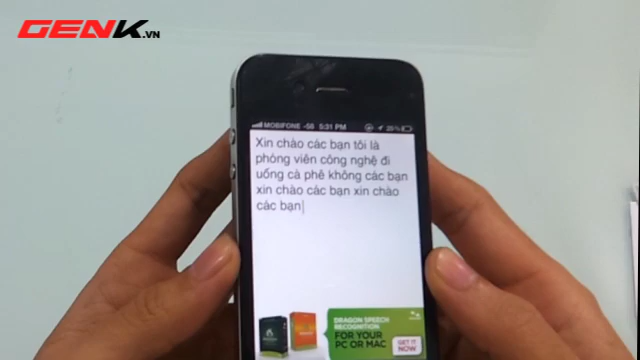 GENK.VN
MOBIFONE -56 5:31 PM 25%
Xin chào các bạn tôi là
phóng viên công nghệ đi
uống cà phê không các bạn
xin chào các bạn xin chào
các bạn
DRAGON SPEECH
RECOGNITION
FOR YOUR
PC OR MAC
GET IT
NOW